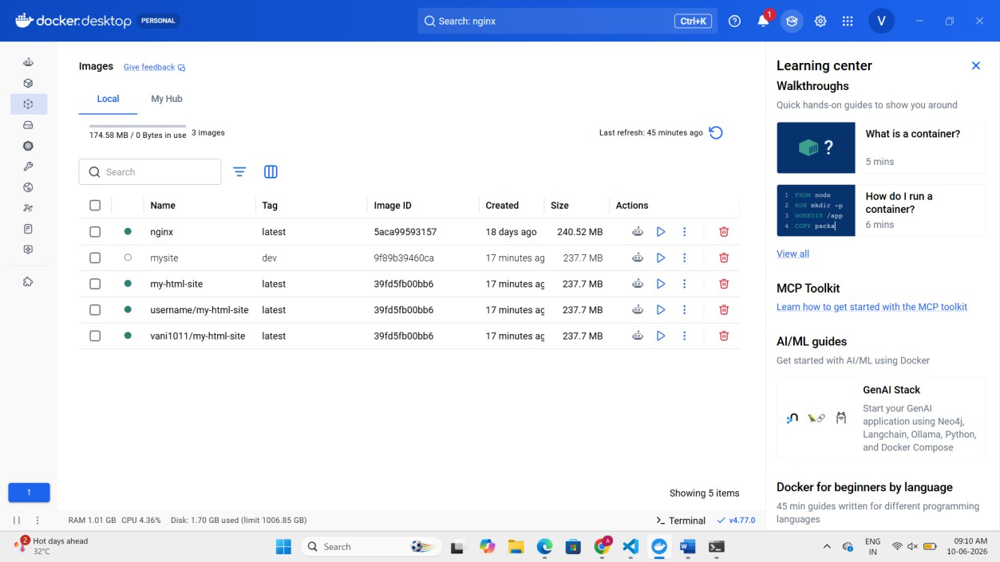 docker.desktop PERSONAL
Search: nginx Ctrl+K
1
V
Images Give feedback
Local My Hub
174.58 MB / 0 Bytes in use 3 images
Last refresh: 45 minutes ago
Search
Name Tag Image ID Created Size Actions
nginx latest 5aca99593157 18 days ago 240.52 MB
mysite dev 9f89b39460ca 17 minutes ag 237.7 MB
my-html-site latest 39fd5fb00bb6 17 minutes ag 237.7 MB
username/my-html-site latest 39fd5fb00bb6 17 minutes ag 237.7 MB
vani1011/my-html-site latest 39fd5fb00bb6 17 minutes ag 237.7 MB
Showing 5 items
Learning center
Walkthroughs
Quick hands-on guides to show you around
?
What is a container?
5 mins
1 FROM node
2 RUN mkdir -p
3 WORKDIR /app
4 COPY packa
How do I run a
container?
6 mins
View all
MCP Toolkit
Learn how to get started with the MCP toolkit
AI/ML guides
Get started with AI/ML using Docker
GenAI Stack
Start your GenAI
application using Neo4j,
Langchain, Ollama, Python,
and Docker Compose
Docker for beginners by language
45 min guides written for different programming
languages
RAM 1.01 GB CPU 4.36% Disk: 1.70 GB used (limit 1006.85 GB)
Terminal v4.77.0
2
Hot days ahead
32°C
Search
A
W
ENG
IN
09:10 AM
10-06-2026